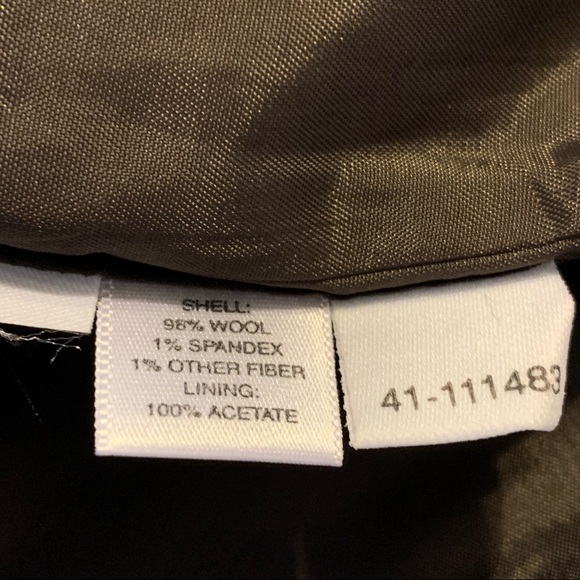 SHELL:
98% WOOL
1% SPANDEX
1% OTHER FIBER
LINING:
100% ACETATE
41-111483